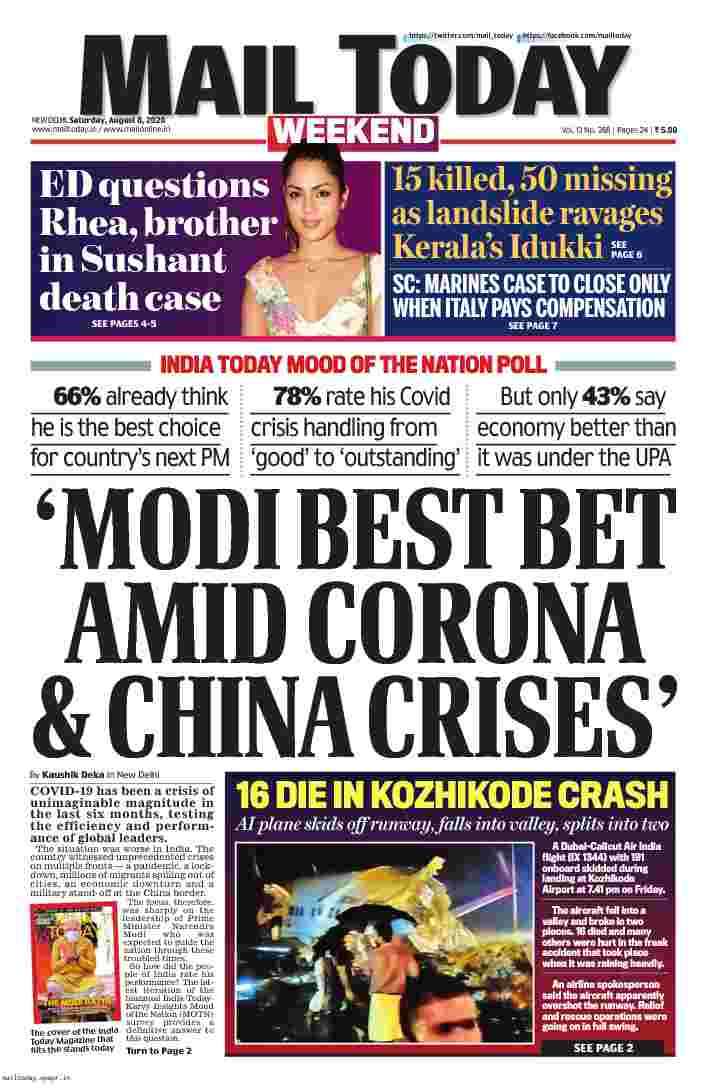 https://twitter.com/mail_today https://facebook.com/mailtoday
MAIL TODAY
NEW DELHI, Saturday, August 8, 2020
www.mailtoday.in / www.mailonline.in
WEEKEND
Vol. 13 No. 268 | Pages 24 | ₹ 5.00
ED questions
Rhea, brother
in Sushant
death case
SEE PAGES 4-5
15 killed, 50 missing
as landslide ravages
Kerala's Idukki SEE
PAGE 6
SC: MARINES CASE TO CLOSE ONLY
WHEN ITALY PAYS COMPENSATION
SEE PAGE 7
INDIA TODAY MOOD OF THE NATION POLL
66% already think
he is the best choice
for country's next PM
78% rate his Covid
crisis handling from
'good' to 'outstanding'
But only 43% say
economy better than
it was under the UPA
'MODI BEST BET
AMID CORONA
& CHINA CRISES'
By Kaushik Deka in New Delhi
COVID-19 has been a crisis of
unimaginable magnitude in
the last six months, testing
the efficiency and perform-
ance of global leaders.
The situation was worse in India. The
country witnessed unprecedented crises
on multiple fronts — a pandemic, a lock-
down, millions of migrants spilling out of
cities, an economic downturn and a
military stand-off at the China border.
The focus, therefore,
was sharply on the
leadership of Prime
Minister Narendra
Modi who was
expected to guide the
nation through these
troubled times.
So how did the peo-
ple of India rate his
performance? The lat-
est iteration of the
biannual India Today-
Karvy Insights Mood
of the Nation (MOTN)
survey provides a
definitive answer to
this question.
Turn to Page 2
TODAY
THE MODI FACTOR
The cover of the India
Today Magazine that
hits the stands today
16 DIE IN KOZHIKODE CRASH
AI plane skids off runway, falls into valley, splits into two
A Dubai-Calicut Air India
flight (IX 1344) with 191
onboard skidded during
landing at Kozhikode
Airport at 7.41 pm on Friday.
The aircraft fell into a
valley and broke in two
pieces. 16 died and many
others were hurt in the freak
accident that took place
when it was raining heavily.
An airline spokesperson
said the aircraft apparently
overshot the runway. Relief
and rescue operations were
going on in full swing.
SEE PAGE 2
mailtoday.epapr.in